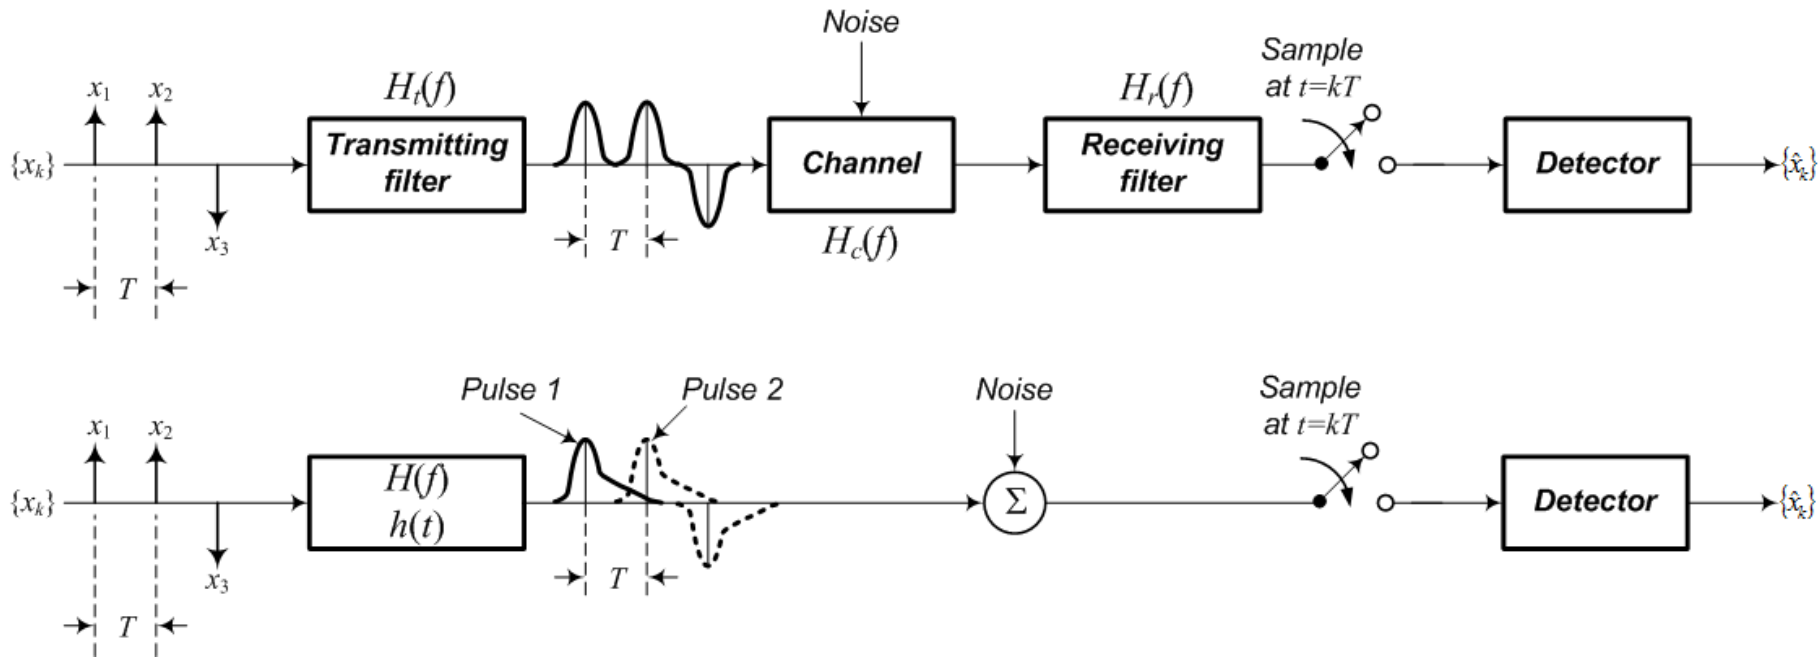 Noise
Sample
at t=kT
x₁ x₂
Hₜ(f)
Hᵣ(f)
{xₖ}
Transmitting
filter
Channel
Receiving
filter
Detector
{x̂ₖ}
x₃
T
H꜀(f)
T
Pulse 1
Pulse 2
Noise
Sample
at t=kT
x₁ x₂
{xₖ}
H(f)
h(t)
Σ
Detector
{x̂ₖ}
x₃
T
T